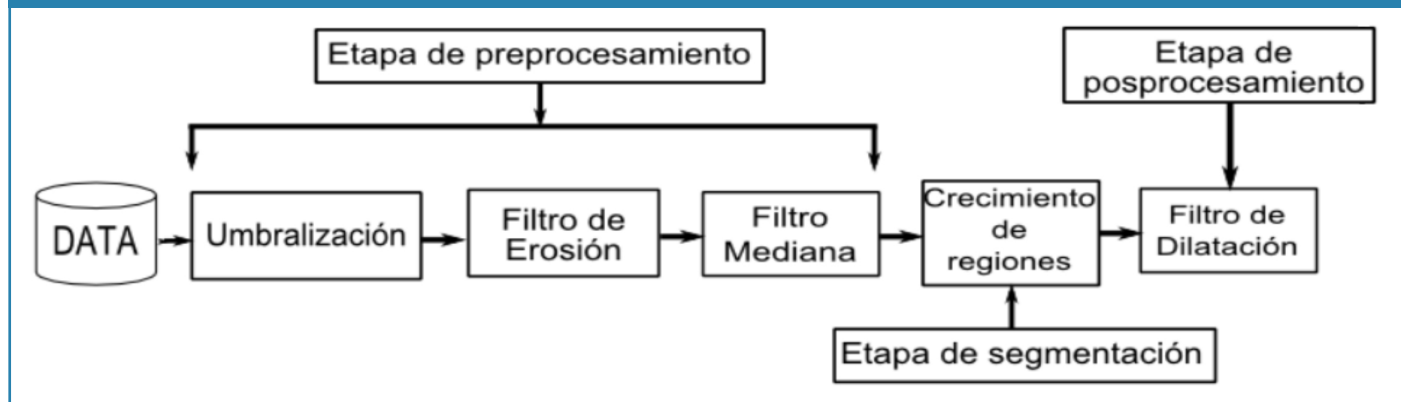 Etapa de preprocesamiento
Etapa de
posprocesamiento
DATA
Umbralización
Filtro de
Erosión
Filtro
Mediana
Crecimiento
de
regiones
Filtro de
Dilatación
Etapa de segmentación